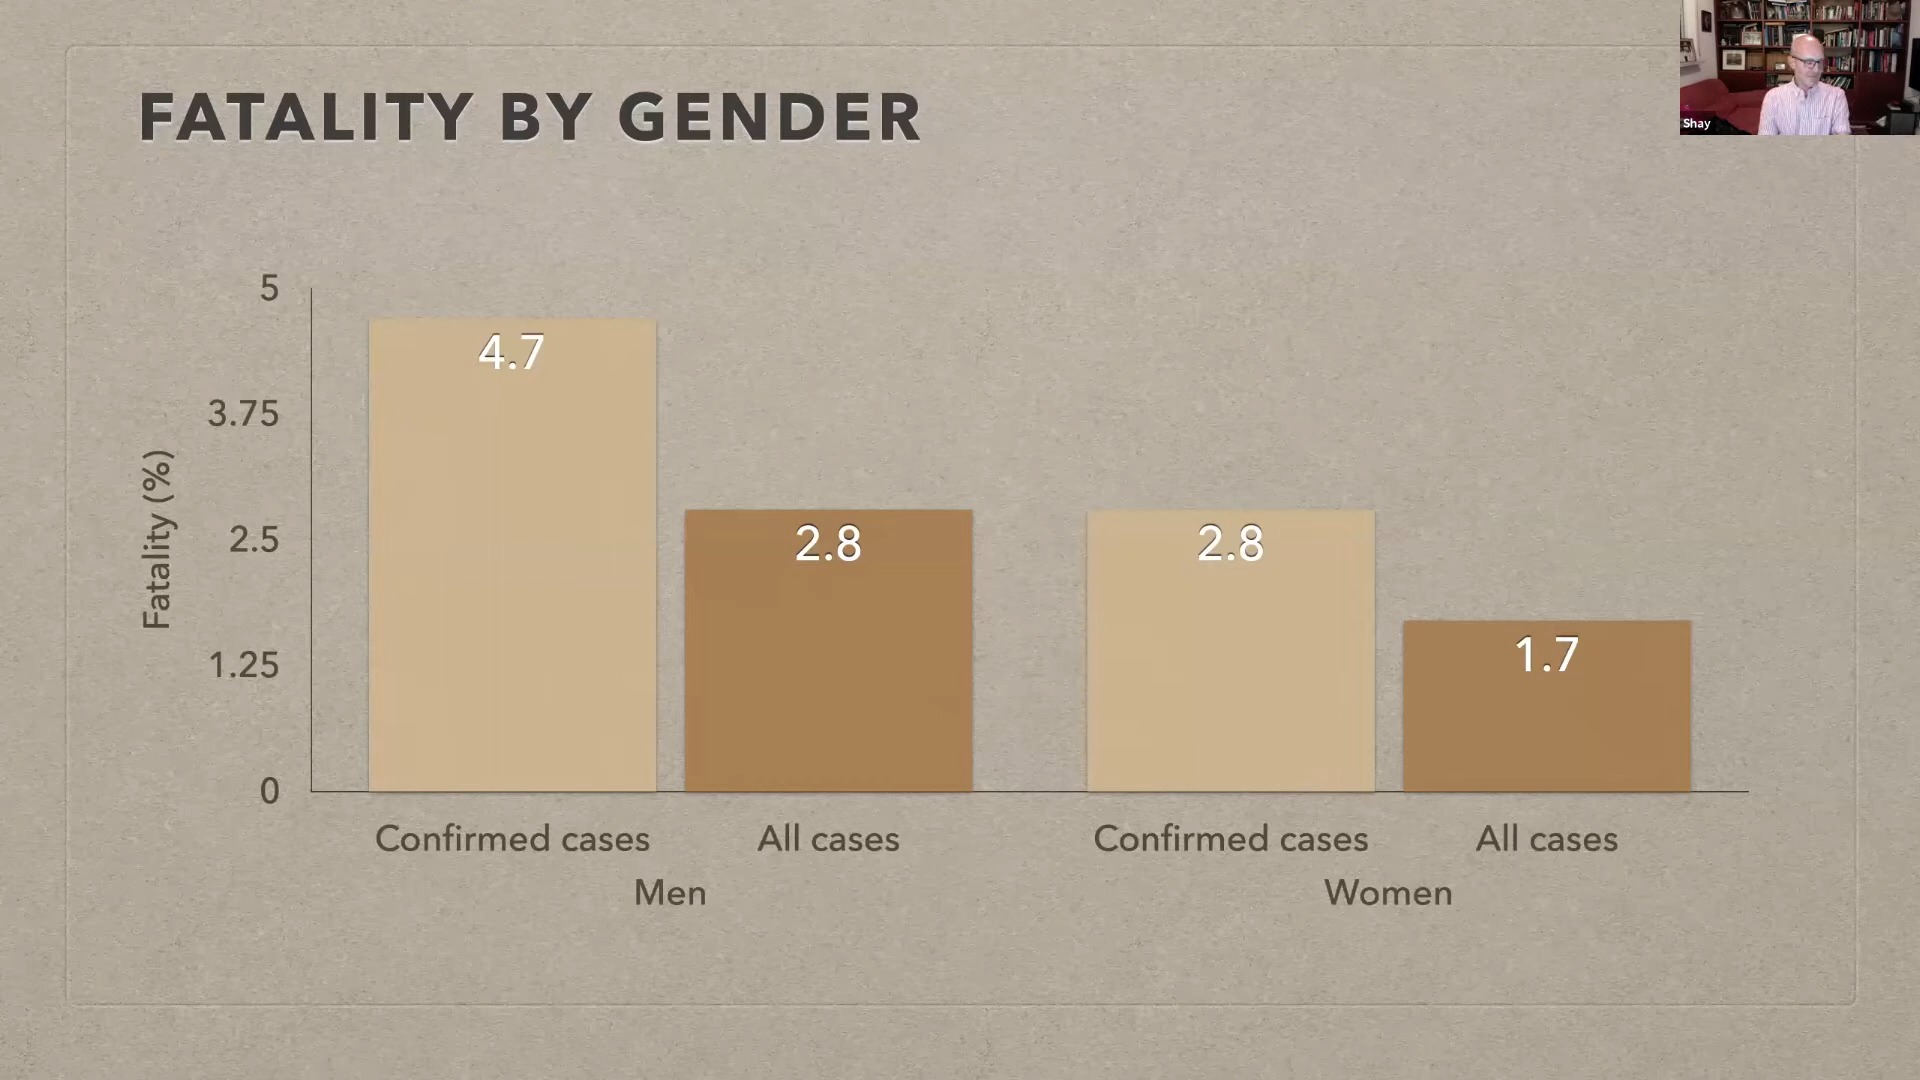 FATALITY BY GENDER
Shay
Fatality (%)
5
3.75
2.5
1.25
0
4.7
2.8
2.8
1.7
Confirmed cases
All cases
Confirmed cases
All cases
Men
Women